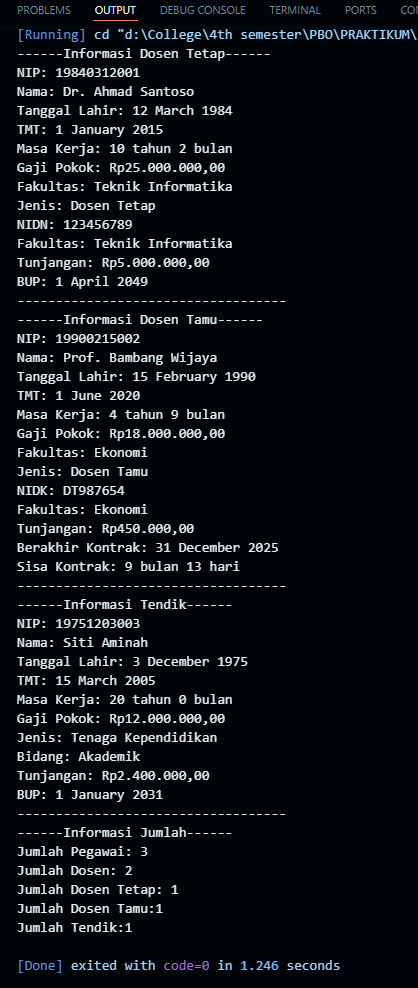 PROBLEMS OUTPUT DEBUG CONSOLE TERMINAL PORTS
[Running] cd "d:\College\4th semester\PBO\PRAKTIKUM\
------Informasi Dosen Tetap------
NIP: 19840312001
Nama: Dr. Ahmad Santoso
Tanggal Lahir: 12 March 1984
TMT: 1 January 2015
Masa Kerja: 10 tahun 2 bulan
Gaji Pokok: Rp25.000.000,00
Fakultas: Teknik Informatika
Jenis: Dosen Tetap
NIDN: 123456789
Fakultas: Teknik Informatika
Tunjangan: Rp5.000.000,00
BUP: 1 April 2049
-----------------------------------
------Informasi Dosen Tamu------
NIP: 19900215002
Nama: Prof. Bambang Wijaya
Tanggal Lahir: 15 February 1990
TMT: 1 June 2020
Masa Kerja: 4 tahun 9 bulan
Gaji Pokok: Rp18.000.000,00
Fakultas: Ekonomi
Jenis: Dosen Tamu
NIDK: DT987654
Fakultas: Ekonomi
Tunjangan: Rp450.000,00
Berakhir Kontrak: 31 December 2025
Sisa Kontrak: 9 bulan 13 hari
-----------------------------------
------Informasi Tendik------
NIP: 19751203003
Nama: Siti Aminah
Tanggal Lahir: 3 December 1975
TMT: 15 March 2005
Masa Kerja: 20 tahun 0 bulan
Gaji Pokok: Rp12.000.000,00
Jenis: Tenaga Kependidikan
Bidang: Akademik
Tunjangan: Rp2.400.000,00
BUP: 1 January 2031
-----------------------------------
------Informasi Jumlah------
Jumlah Pegawai: 3
Jumlah Dosen: 2
Jumlah Dosen Tetap: 1
Jumlah Dosen Tamu:1
Jumlah Tendik:1
[Done] exited with code=0 in 1.246 seconds